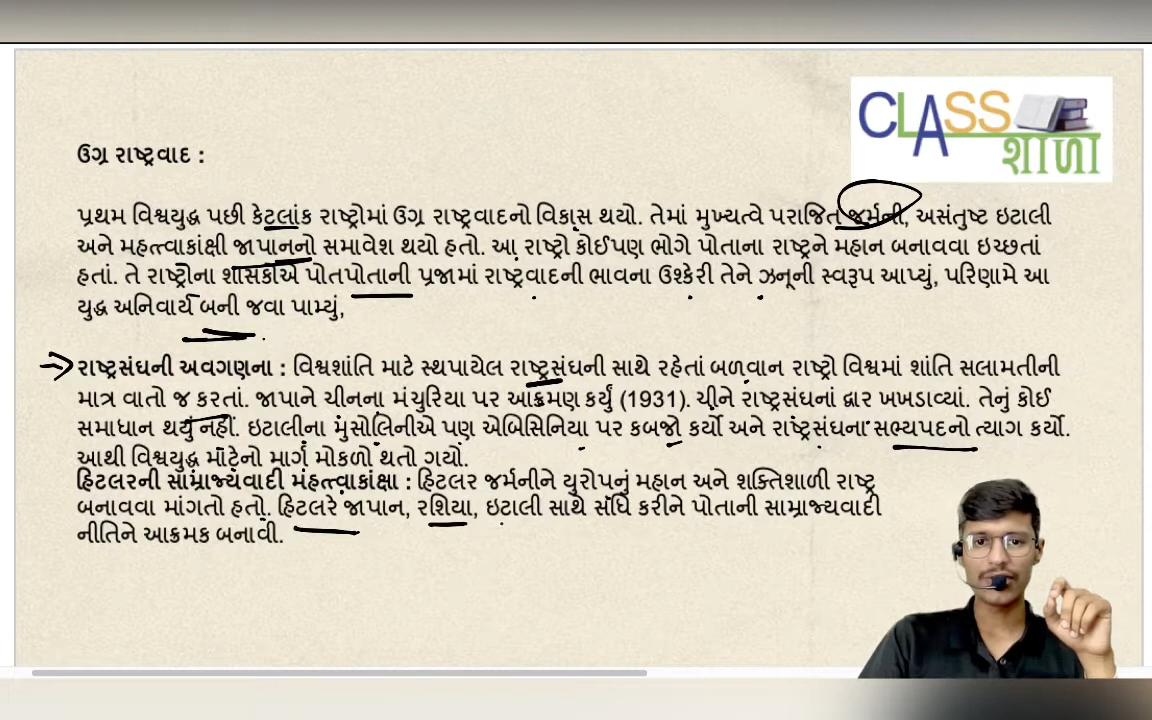 CLASS
શાળા
ઉગ્ર રાષ્ટ્રવાદ :
પ્રથમ વિશ્વયુદ્ધ પછી કેટલાંક રાષ્ટ્રોમાં ઉગ્ર રાષ્ટ્રવાદનો વિકાસ થયો. તેમાં મુખ્યત્વે પરાજિત જર્મની, અસંતુષ્ટ ઇટાલી
અને મહત્ત્વાકાંક્ષી જાપાનનો સમાવેશ થયો હતો. આ રાષ્ટ્રો કોઈપણ ભોગે પોતાના રાષ્ટ્રને મહાન બનાવવા ઇચ્છતાં
હતાં. તે રાષ્ટ્રોના શાસકોએ પોતપોતાની પ્રજામાં રાષ્ટ્રવાદની ભાવના ઉશ્કેરી તેને ઝનૂની સ્વરૂપ આપ્યું, પરિણામે આ
યુદ્ધ અનિવાર્ય બની જવા પામ્યું,
રાષ્ટ્રસંઘની અવગણના : વિશ્વશાંતિ માટે સ્થપાયેલ રાષ્ટ્રસંઘની સાથે રહેતાં બળવાન રાષ્ટ્રો વિશ્વમાં શાંતિ સલામતીની
માત્ર વાતો જ કરતાં. જાપાને ચીનના મંચુરિયા પર આક્રમણ કર્યું (1931). ચીને રાષ્ટ્રસંઘનાં દ્વાર ખખડાવ્યાં. તેનું કોઈ
સમાધાન થયું નહીં. ઇટાલીના મુસોલિનીએ પણ એબિસિનિયા પર કબજો કર્યો અને રાષ્ટ્રસંઘના સભ્યપદનો ત્યાગ કર્યો.
આથી વિશ્વયુદ્ધ માટેનો માર્ગ મોકળો થતો ગયો.
હિટલરની સામ્રાજ્યવાદી મહત્ત્વાકાંક્ષા : હિટલર જર્મનીને યુરોપનું મહાન અને શક્તિશાળી રાષ્ટ્ર
બનાવવા માંગતો હતો. હિટલરે જાપાન, રશિયા, ઇટાલી સાથે સંધિ કરીને પોતાની સામ્રાજ્યવાદી
નીતિને આક્રમક બનાવી.